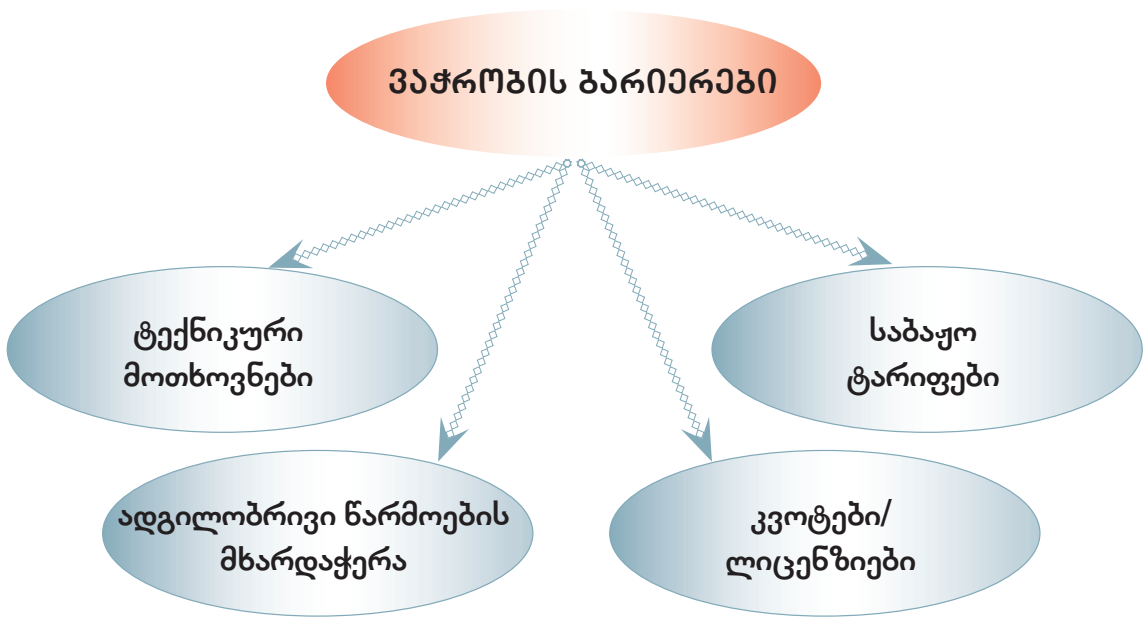 ვაჭრობის ბარიერები
ტექნიკური
მოთხოვნები
საბაჟო
ტარიფები
ადგილობრივი წარმოების
მხარდაჭერა
კვოტები/
ლიცენზიები